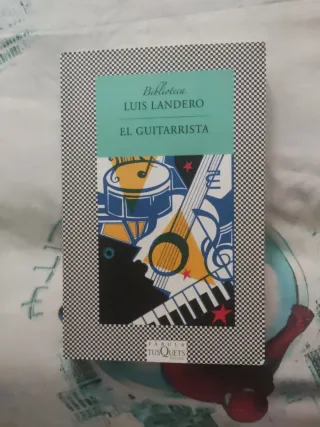 Biblioteca
LUIS LANDERO
EL GUITARRISTA
FÁBULA
TUSQUETS
EDITORES